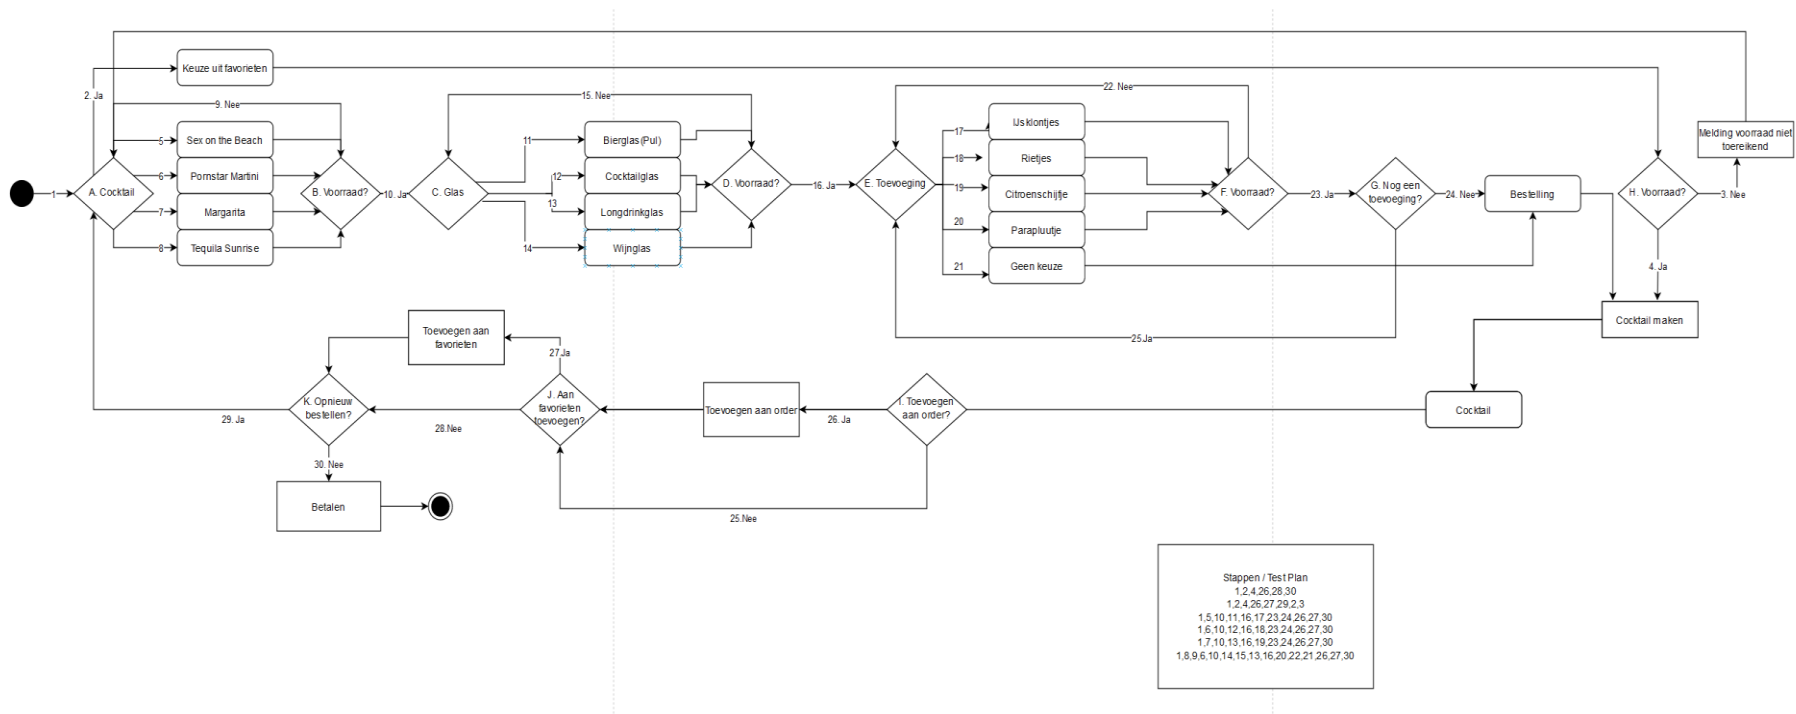 Keuze uit favorieten
2. Ja
9. Nee
15. Nee
22. Nee
5
Sex on the Beach
6
Pornstar Martini
7
Margarita
8
Tequila Sunrise
1
A. Cocktail
B. Voorraad?
10. Ja
C. Glas
11
12
13
14
Bierglas(Pul)
Cocktailglas
Longdrinkglas
Wijnglas
D. Voorraad?
16. Ja
E. Toevoeging
17
18
19
20
21
IJsklontjes
Rietjes
Citroenschijfje
Parapluutje
Geen keuze
F. Voorraad?
23. Ja
G. Nog een
toevoeging?
24. Nee
Bestelling
H. Voorraad?
3. Nee
Melding voorraad niet
toereikend
4. Ja
Cocktail maken
25.Ja
Toevoegen aan
favorieten
27.Ja
K. Opnieuw
bestellen?
29. Ja
28.Nee
J. Aan
favorieten
toevoegen?
Toevoegen aan order
26. Ja
I. Toevoegen
aan order?
Cocktail
30. Nee
Betalen
25.Nee
Stappen / Test Plan
1,2,4,26,28,30
1,2,4,26,27,29,2,3
1,5,10,11,16,17,23,24,26,27,30
1,6,10,12,16,18,23,24,26,27,30
1,7,10,13,16,19,23,24,26,27,30
1,8,9,6,10,14,15,13,16,20,22,21,26,27,30